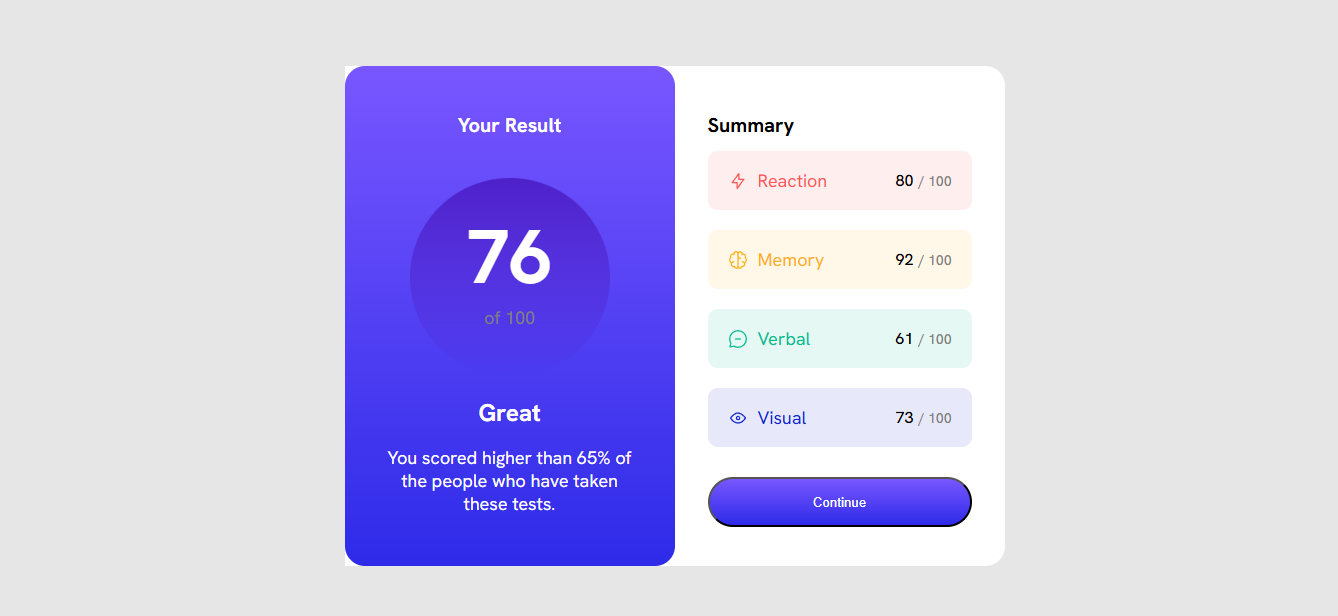 Your Result
76
of 100
Great
You scored higher than 65% of
the people who have taken
these tests.
Summary
Reaction 80 / 100
Memory 92 / 100
Verbal 61 / 100
Visual 73 / 100
Continue